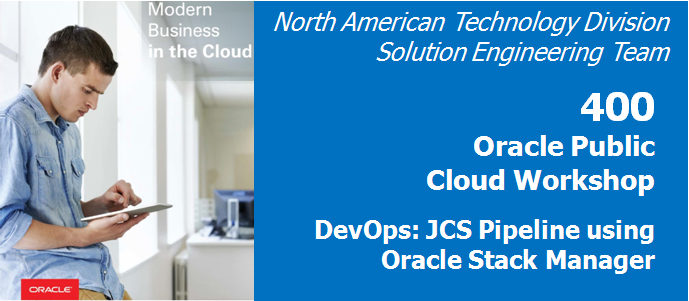 Modern
Business
in the Cloud
ORACLE
North American Technology Division
Solution Engineering Team
400
Oracle Public
Cloud Workshop
DevOps: JCS Pipeline using
Oracle Stack Manager